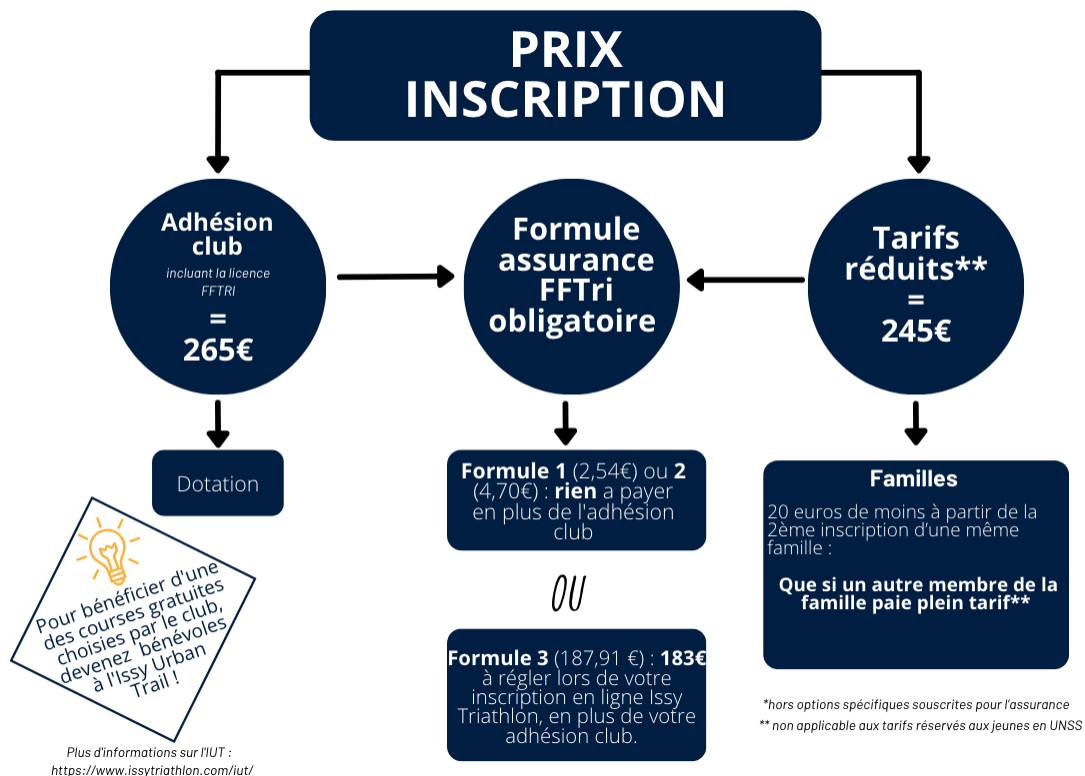 PRIX
INSCRIPTION
Adhésion
club
incluant la licence
FFTRI
=
265€
Formule
assurance
FFTri
obligatoire
Tarifs
réduits**
=
245€
Dotation
Pour bénéficier d'une
des courses gratuites
choisies par le club,
devenez bénévoles
à l'Issy Urban
Trail !
Plus d'informations sur l'IUT :
https://www.issytriathlon.com/iut/
Formule 1 (2,54€) ou 2
(4,70€) : rien a payer
en plus de l'adhésion
club
OU
Formule 3 (187,91 €) : 183€
à régler lors de votre
inscription en ligne Issy
Triathlon, en plus de votre
adhésion club.
Familles
20 euros de moins à partir de la
2ème inscription d'une même
famille :
Que si un autre membre de la
famille paie plein tarif**
*hors options spécifiques souscrites pour l'assurance
** non applicable aux tarifs réservés aux jeunes en UNSS